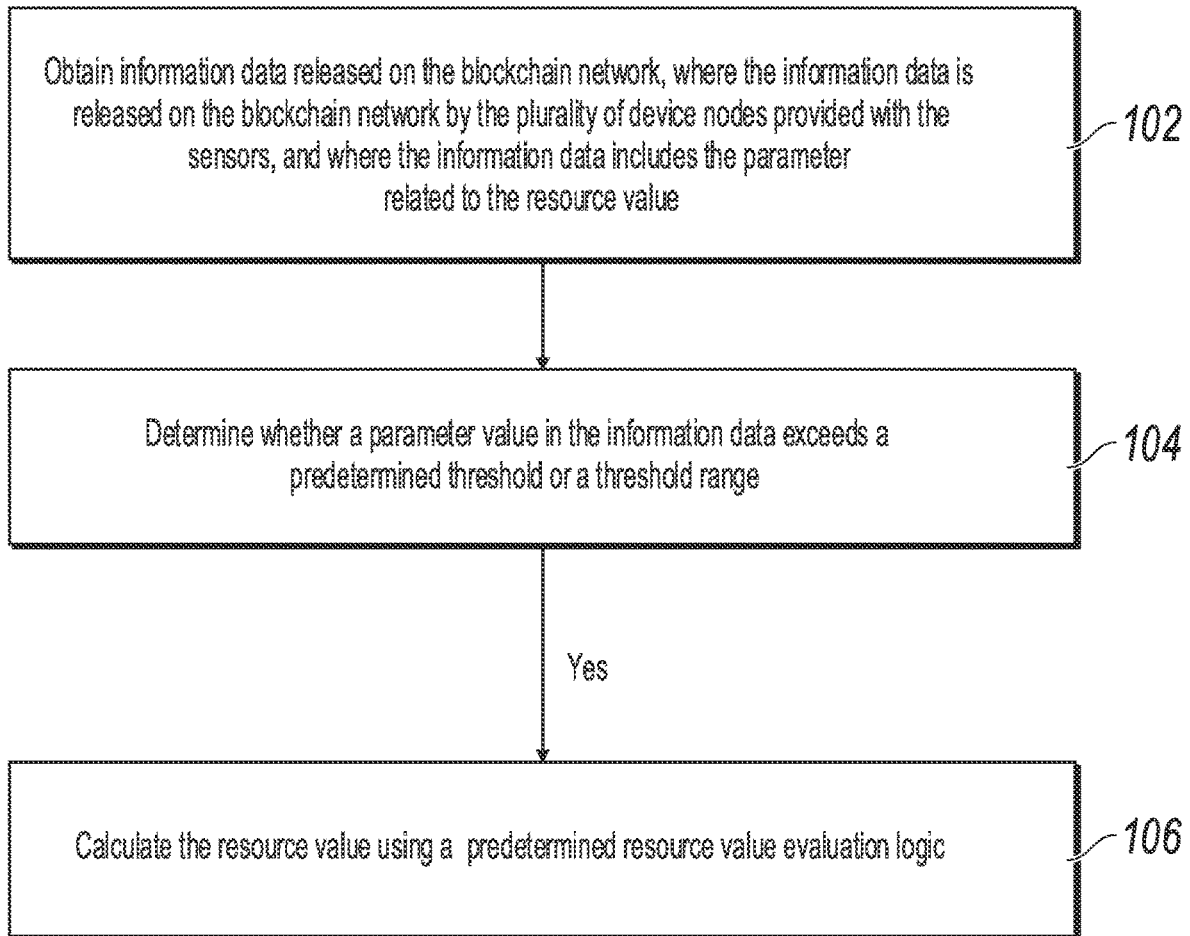 Obtain information data released on the blockchain network, where the information data is
released on the blockchain network by the plurality of device nodes provided with the
sensors, and where the information data includes the parameter
related to the resource value
102
Determine whether a parameter value in the information data exceeds a
predetermined threshold or a threshold range
104
Yes
Calculate the resource value using a predetermined resource value evaluation logic
106